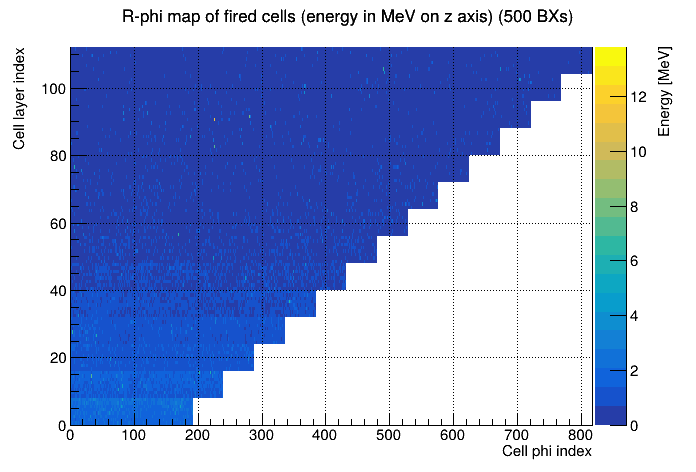 R-phi map of fired cells (energy in MeV on z axis) (500 BXs)
Cell layer index
Energy [MeV]
100
80
60
40
20
0
12
10
8
6
4
2
0
0 100 200 300 400 500 600 700 800
Cell phi index